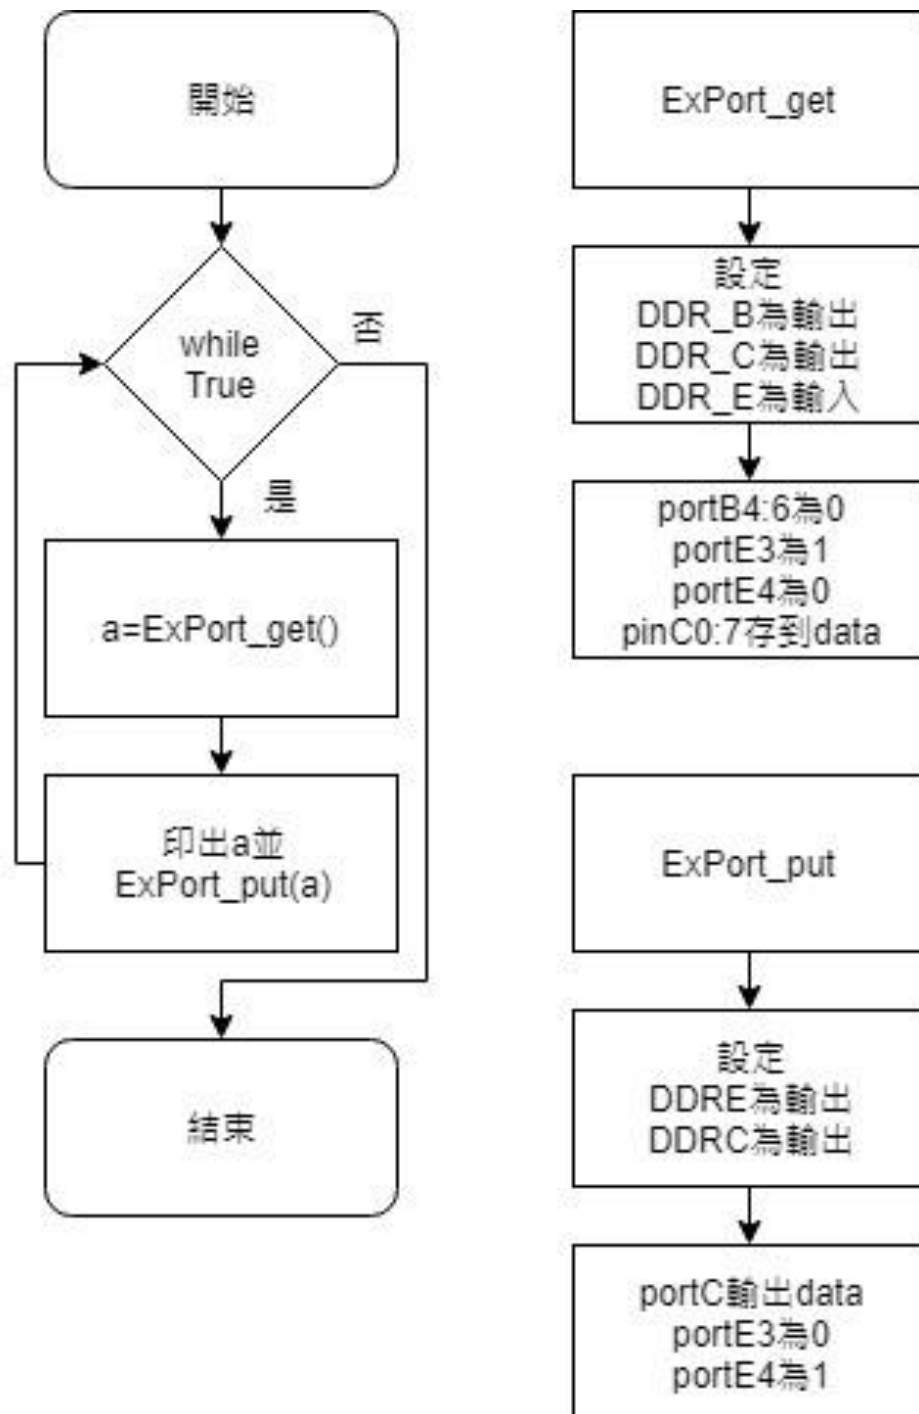 開始
while
True
否
是
a=ExPort_get()
印出a並
ExPort_put(a)
結束
ExPort_get
設定
DDR_B為輸出
DDR_C為輸出
DDR_E為輸入
portB4:6為0
portE3為1
portE4為0
pinC0:7存到data
ExPort_put
設定
DDRE為輸出
DDRC為輸出
portC輸出data
portE3為0
portE4為1